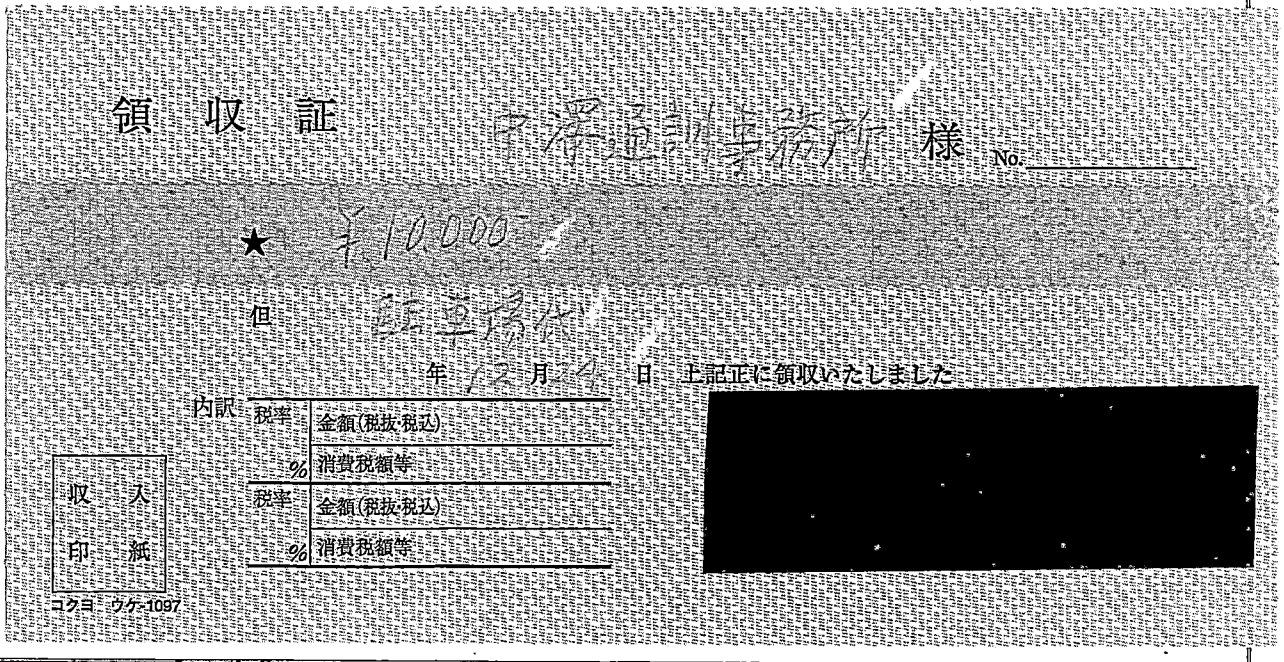 領収証 中澤通訓事務所 様 No.
★ ¥10,000-
但 駐車場代
年 12 月 29 日 上記正に領収いたしました
内訳 税率 金額(税抜・税込)
% 消費税額等
税率 金額(税抜・税込)
% 消費税額等
収入
印紙
コクヨ ウケ-1097